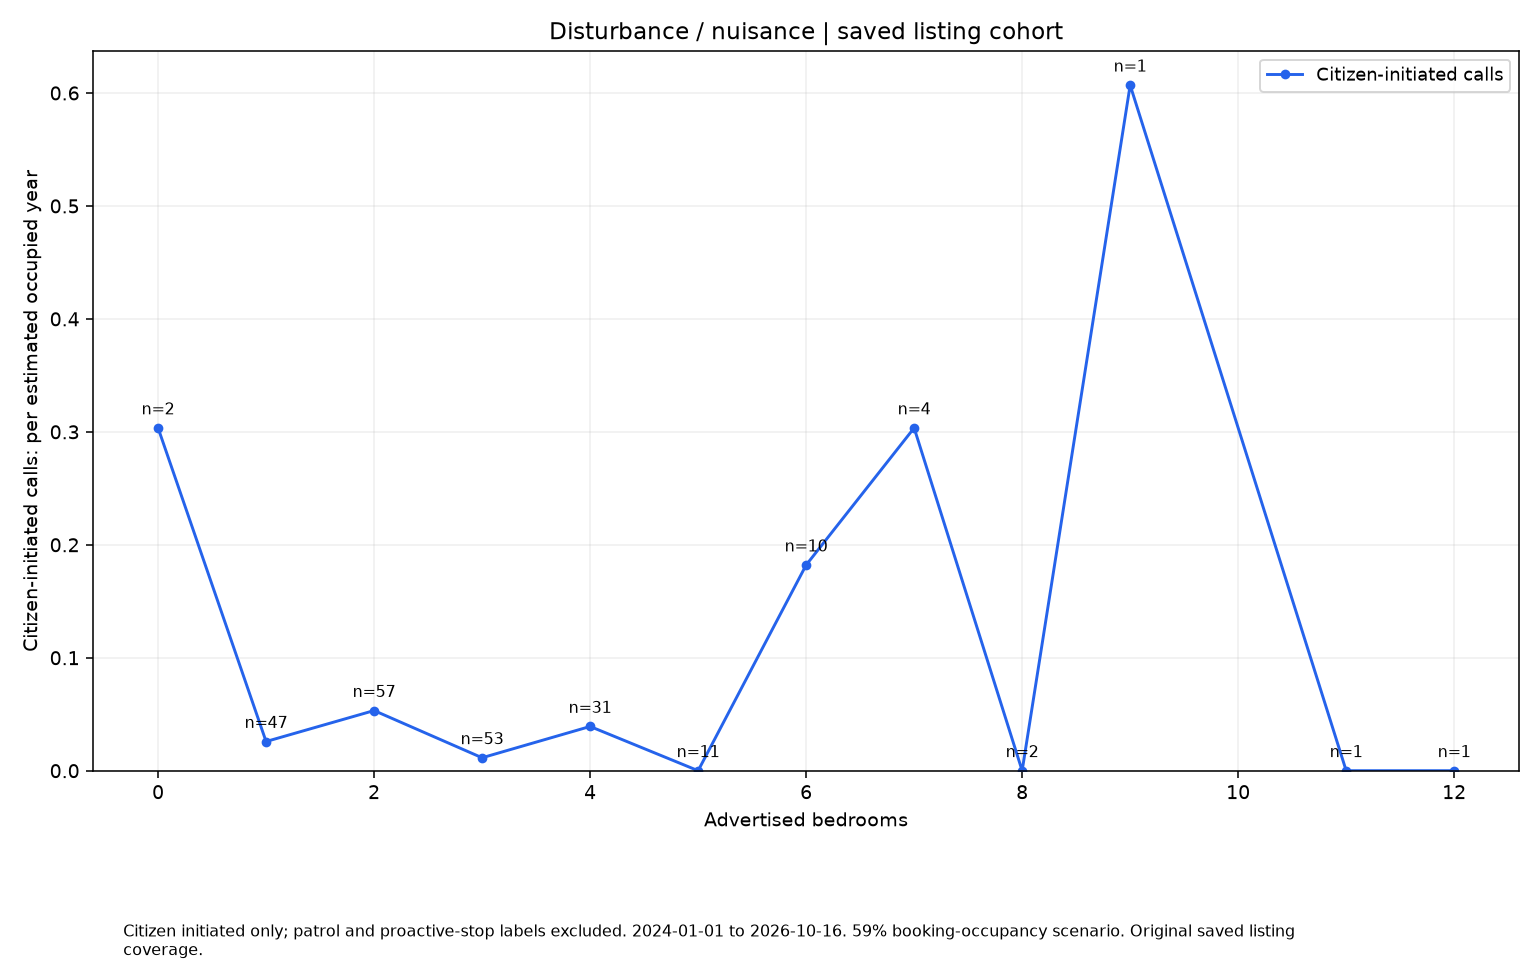 Disturbance / nuisance | saved listing cohort
Citizen-initiated calls
Citizen-initiated calls: per estimated occupied year
0.6
0.5
0.4
0.3
0.2
0.1
0.0
n=2
n=47
n=57
n=53
n=31
n=11
n=10
n=4
n=2
n=1
n=1
n=1
0
2
4
6
8
10
12
Advertised bedrooms
Citizen initiated only; patrol and proactive-stop labels excluded. 2024-01-01 to 2026-10-16. 59% booking-occupancy scenario. Original saved listing
coverage.